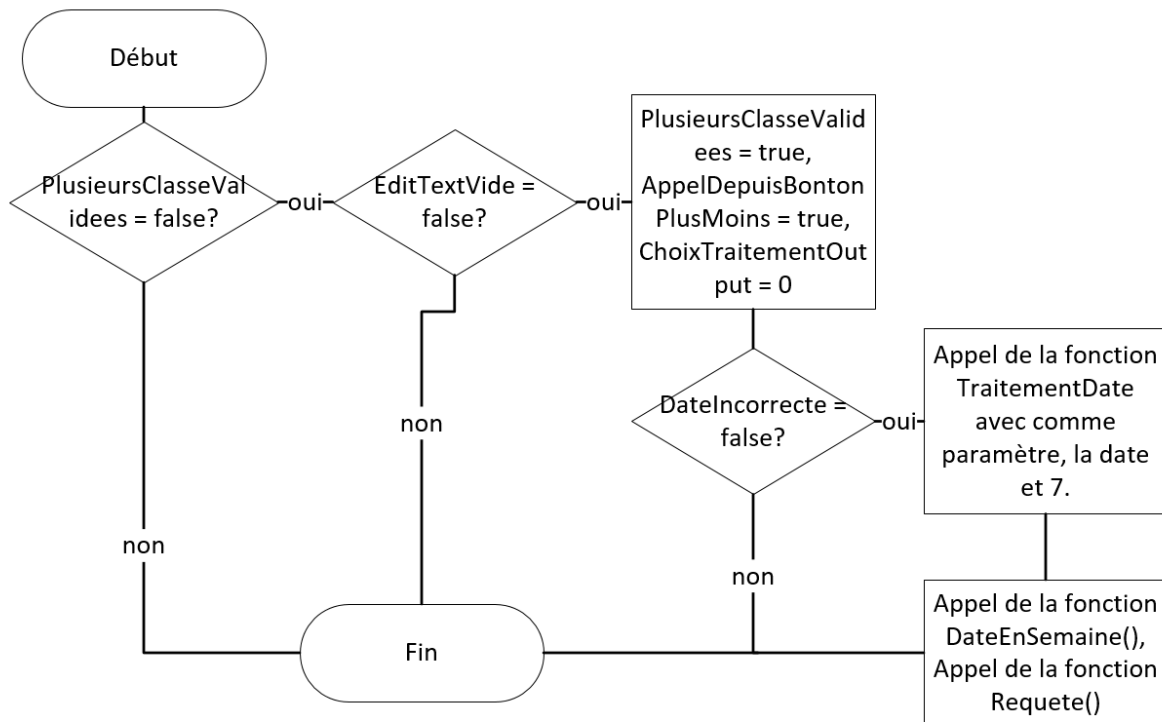 Début
PlusieursClasseVal
idees = false?
oui
EditTextVide =
false?
oui
PlusieursClasseValid
ees = true,
AppelDepuisBonton
PlusMoins = true,
ChoixTraitementOut
put = 0
DateIncorrecte =
false?
oui
Appel de la fonction
TraitementDate
avec comme
paramètre, la date
et 7.
non
non
non
Fin
Appel de la fonction
DateEnSemaine(),
Appel de la fonction
Requete()